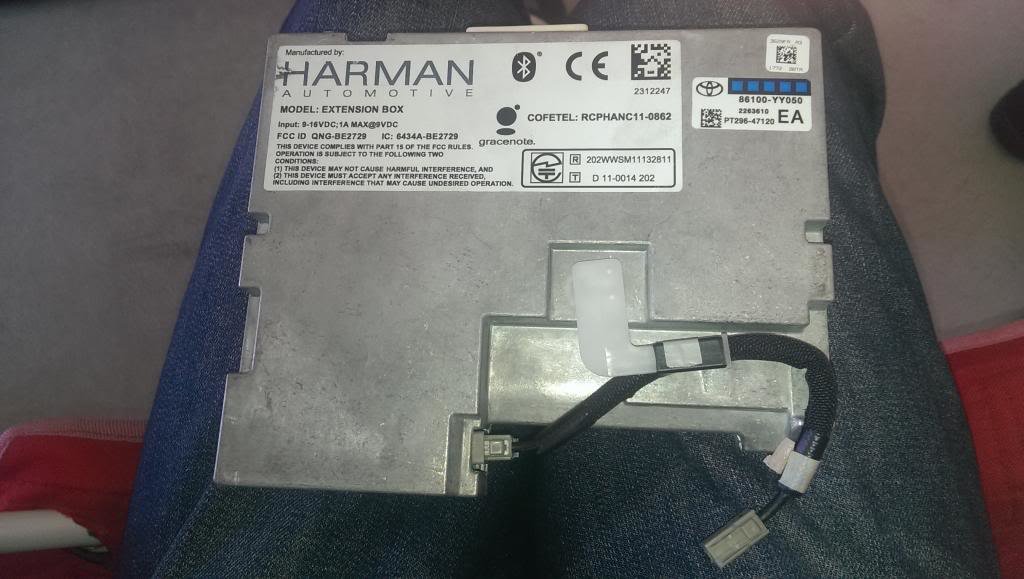 Manufactured by:
HARMAN
AUTOMOTIVE
MODEL: EXTENSION BOX
Input: 9-16VDC;1A MAX@9VDC
FCC ID QNG-BE2729 IC: 6434A-BE2729
THIS DEVICE COMPLIES WITH PART 15 OF THE FCC RULES.
OPERATION IS SUBJECT TO THE FOLLOWING TWO
CONDITIONS:
(1) THIS DEVICE MAY NOT CAUSE HARMFUL INTERFERENCE, AND
(2) THIS DEVICE MUST ACCEPT ANY INTERFERENCE RECEIVED,
INCLUDING INTERFERENCE THAT MAY CAUSE UNDESIRED OPERATION.
CE
2312247
gracenote.
COFETEL: RCPHANC11-0862
R 202WWSM11132811
T D 11-0014 202
86100-YY050
2263610
PT296-47120 EA